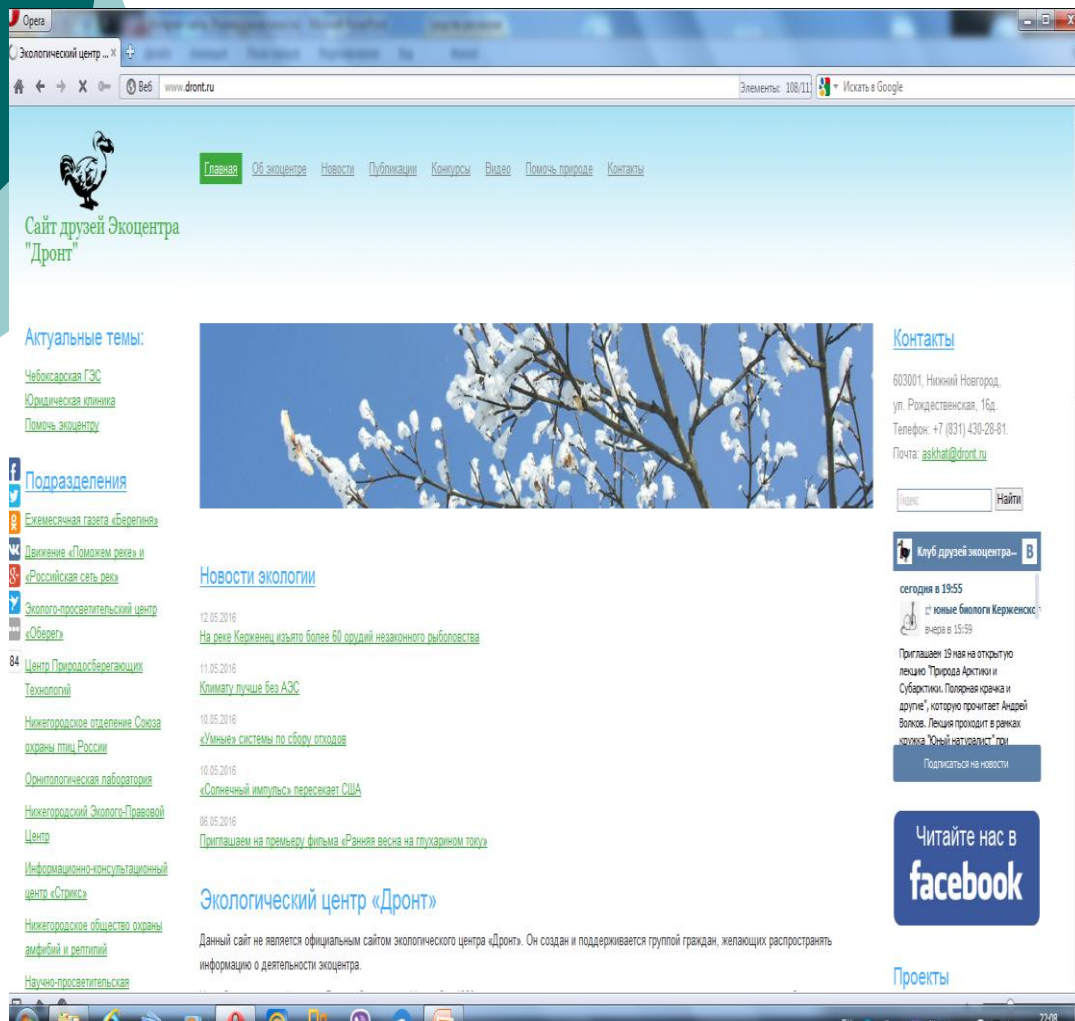 Opera
Экологический центр ...
Веб
www.dront.ru
Элементы: 108/11
Искать в Google
Главная Об экоцентре Новости Публикации Конкурсы Видео Помочь природе Контакты
Сайт друзей Экоцентра
"Дронт"
Актуальные темы:
Чебоксарская ГЭС
Юридическая клиника
Помочь экоцентру
Подразделения
Ежемесячная газета «Берегиня»
Движение «Поможем реке» и
«Российская сеть рек»
Эколого-просветительский центр
«Оберег»
84
Центр Природосберегающих
Технологий
Нижегородское отделение Союза
охраны птиц России
Орнитологическая лаборатория
Нижегородский Эколого-Правовой
Центр
Информационно-консультационный
центр «Стрикс»
Нижегородское общество охраны
амфибий и рептилий
Научно-просветительская
Новости экологии
12.05.2016
На реке Керженец изъято более 60 орудий незаконного рыболовства
11.05.2016
Климату лучше без АЭС
10.05.2016
«Умные» системы по сбору отходов
10.05.2016
«Солнечный импульс» пересекает США
06.05.2016
Приглашаем на премьеру фильма «Ранняя весна на глухарином току»
Экологический центр «Дронт»
Данный сайт не является официальным сайтом экологического центра «Дронт». Он создан и поддерживается группой граждан, желающих распространять
информацию о деятельности экоцентра.
Контакты
603001, Нижний Новгород,
ул. Рождественская, 16д.
Телефон: +7 (831) 430-28-81.
Почта: askhat@dront.ru
Яндекс
Найти
Клуб друзей экоцентра...
В
сегодня в 19:55
юные биологи Керженско
вчера в 15:59
Приглашаем 19 мая на открытую
лекцию "Природа Арктики и
Субарктики. Полярная крачка и
другие", которую прочитает Андрей
Волков. Лекция проходит в рамках
кружка "Юный натуралист" при
Подписаться на новости
Читайте нас в
facebook
Проекты
22:08